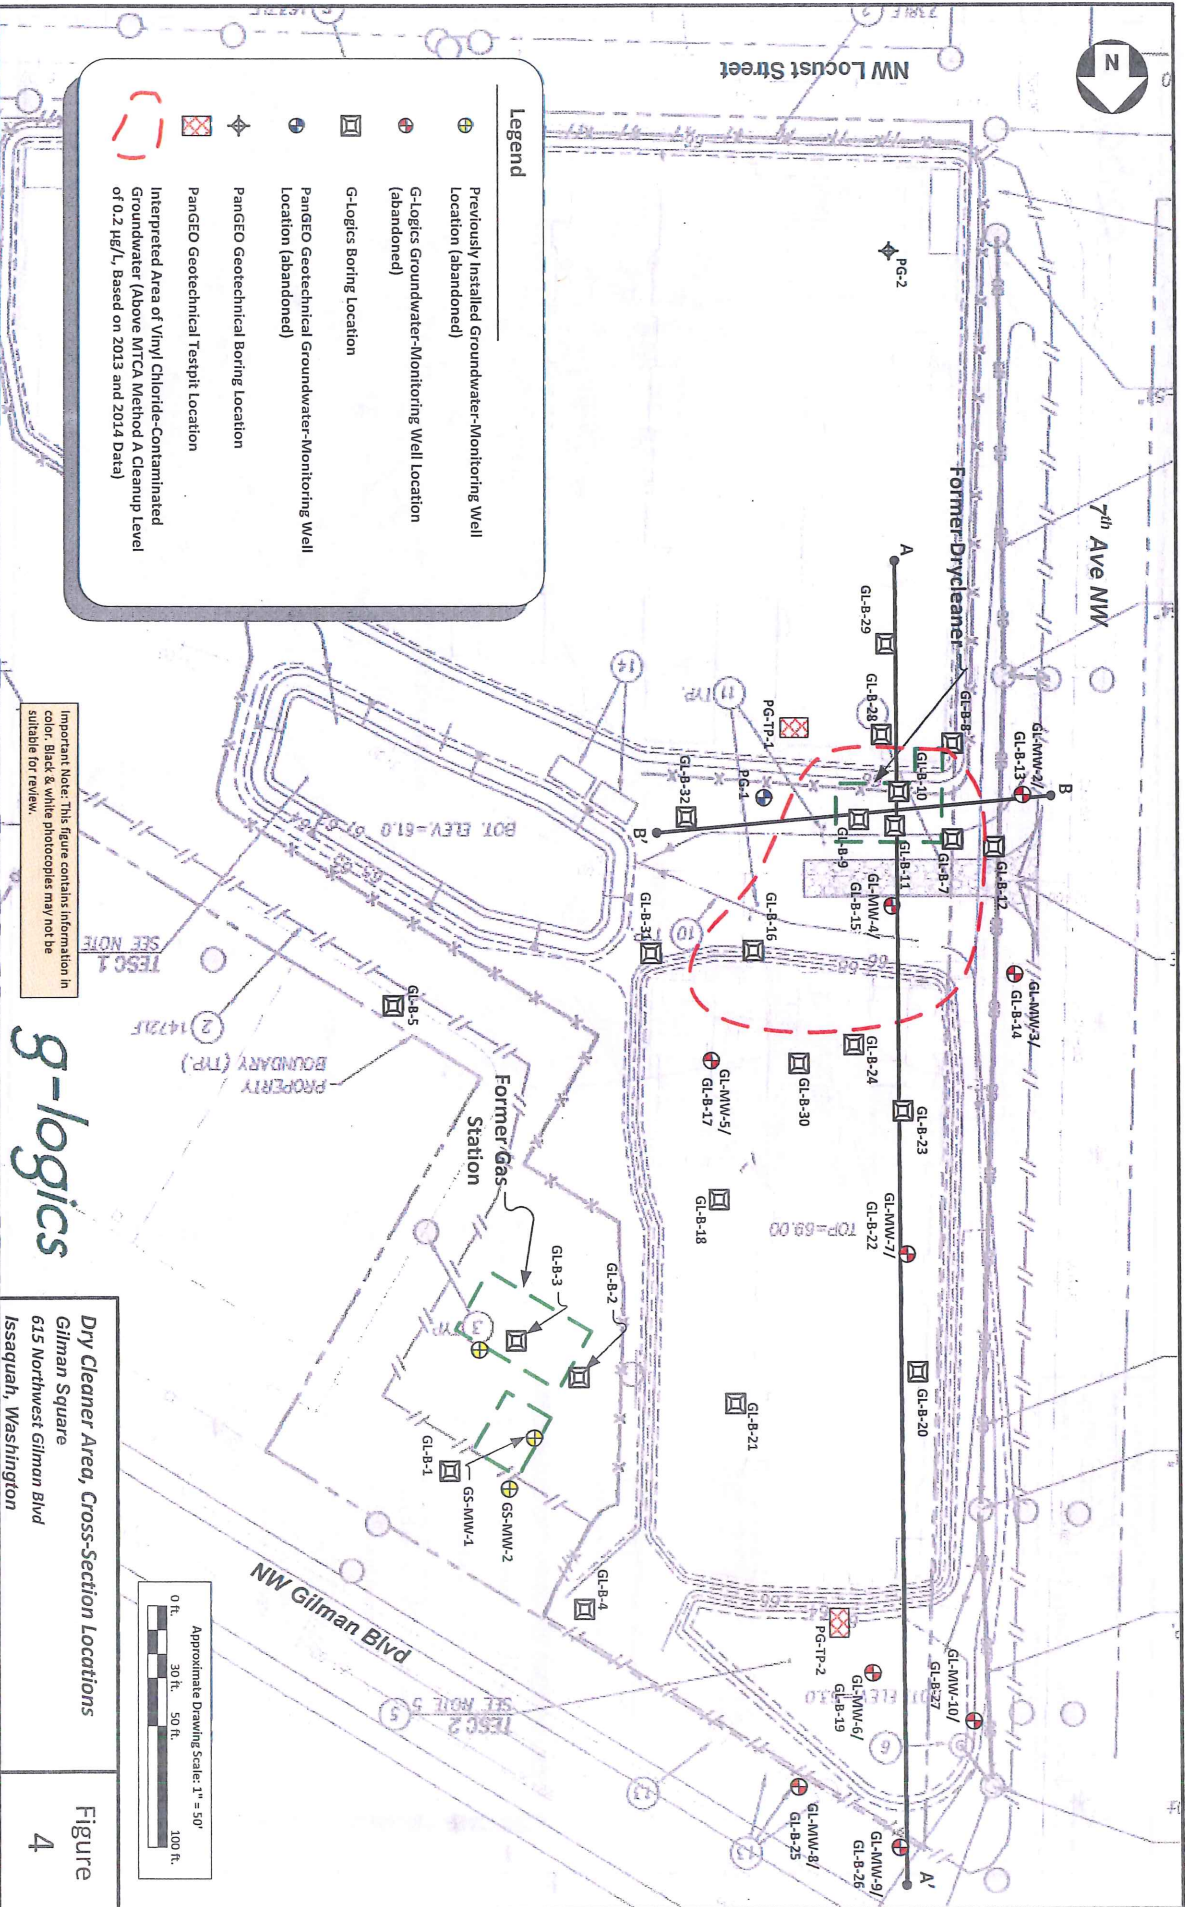 NW Locust Street
N
7th Ave NW
Legend
Previously Installed Groundwater-Monitoring Well
Location (abandoned)
G-Logics Groundwater-Monitoring Well Location
(abandoned)
G-Logics Boring Location
PanGEO Geotechnical Groundwater-Monitoring Well
Location (abandoned)
PanGEO Geotechnical Boring Location
PanGEO Geotechnical Testpit Location
Interpreted Area of Vinyl Chloride-Contaminated
Groundwater (Above MTCA Method A Cleanup Level
of 0.2 µg/L, Based on 2013 and 2014 Data)
PG-2
Former Drycleaner
A
GL-B-29
GL-B-28
GL-B-8
GL-MW-2/
GL-B-13
B
PG-TP-1
11
TYP.
14
GL-B-10
PG-1
GL-B-32
B'
GL-B-9
GL-B-11
GL-B-7
GL-B-12
GL-MW-4/
GL-B-15
GL-B-16
10
GL-B-31
GL-MW-3/
GL-B-14
BOT. ELEV=61.0
TESC 1
SEE NOTE
2
1472LF
PROPERTY
BOUNDARY (TYP.)
GL-B-5
GL-B-24
GL-B-30
GL-MW-5/
GL-B-17
GL-B-23
GL-B-18
TOP=69.00
GL-MW-7/
GL-B-22
Former Gas
Station
GL-B-3
GL-B-2
3
TYP.
GL-B-20
GL-B-21
GL-B-1
GS-MW-1
GS-MW-2
GL-B-4
NW Gilman Blvd
PG-TP-2
GL-MW-6/
GL-B-19
GL-MW-10/
GL-B-27
TESC 2
SEE NOTE 5
6
13
GL-MW-8/
GL-B-25
GL-MW-9/
GL-B-26
A'
Important Note: This figure contains information in
color. Black & white photocopies may not be
suitable for review.
g-logics
Approximate Drawing Scale: 1" = 50'
0 ft.
30 ft.
50 ft.
100 ft.
Dry Cleaner Area, Cross-Section Locations
Gilman Square
615 Northwest Gilman Blvd
Issaquah, Washington
Figure
4